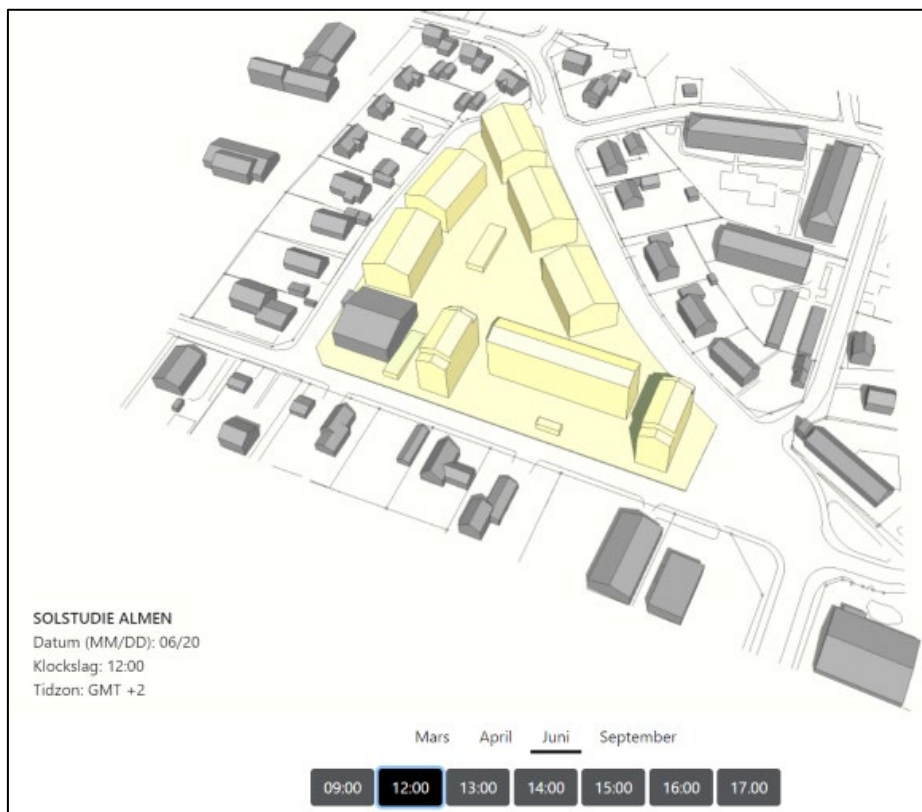 SOLSTUDIE ALMEN
Datum (MM/DD): 06/20
Klockslag: 12:00
Tidzon: GMT +2
Mars April Juni September
09:00 12:00 13:00 14:00 15:00 16:00 17.00